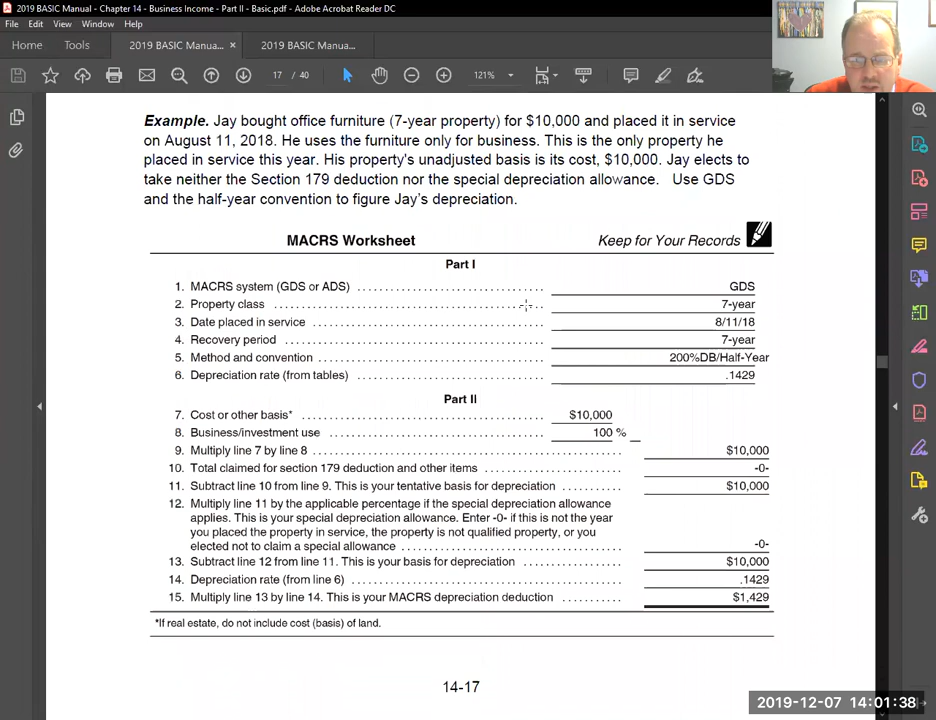 2019 BASIC Manual - Chapter 14 - Business Income - Part II - Basic.pdf - Adobe Acrobat Reader DC
File Edit View Window Help
Home Tools 2019 BASIC Manua... × 2019 BASIC Manua...
17 / 40 121%
Example. Jay bought office furniture (7-year property) for $10,000 and placed it in service
on August 11, 2018. He uses the furniture only for business. This is the only property he
placed in service this year. His property's unadjusted basis is its cost, $10,000. Jay elects to
take neither the Section 179 deduction nor the special depreciation allowance. Use GDS
and the half-year convention to figure Jay's depreciation.
MACRS Worksheet Keep for Your Records
Part I
1. MACRS system (GDS or ADS) GDS
2. Property class 7-year
3. Date placed in service 8/11/18
4. Recovery period 7-year
5. Method and convention 200%DB/Half-Year
6. Depreciation rate (from tables) .1429
Part II
7. Cost or other basis* $10,000
8. Business/investment use 100 %
9. Multiply line 7 by line 8 $10,000
10. Total claimed for section 179 deduction and other items -0-
11. Subtract line 10 from line 9. This is your tentative basis for depreciation $10,000
12. Multiply line 11 by the applicable percentage if the special depreciation allowance
applies. This is your special depreciation allowance. Enter -0- if this is not the year
you placed the property in service, the property is not qualified property, or you
elected not to claim a special allowance -0-
13. Subtract line 12 from line 11. This is your basis for depreciation $10,000
14. Depreciation rate (from line 6) .1429
15. Multiply line 13 by line 14. This is your MACRS depreciation deduction $1,429
*If real estate, do not include cost (basis) of land.
14-17
2019-12-07 14:01:38